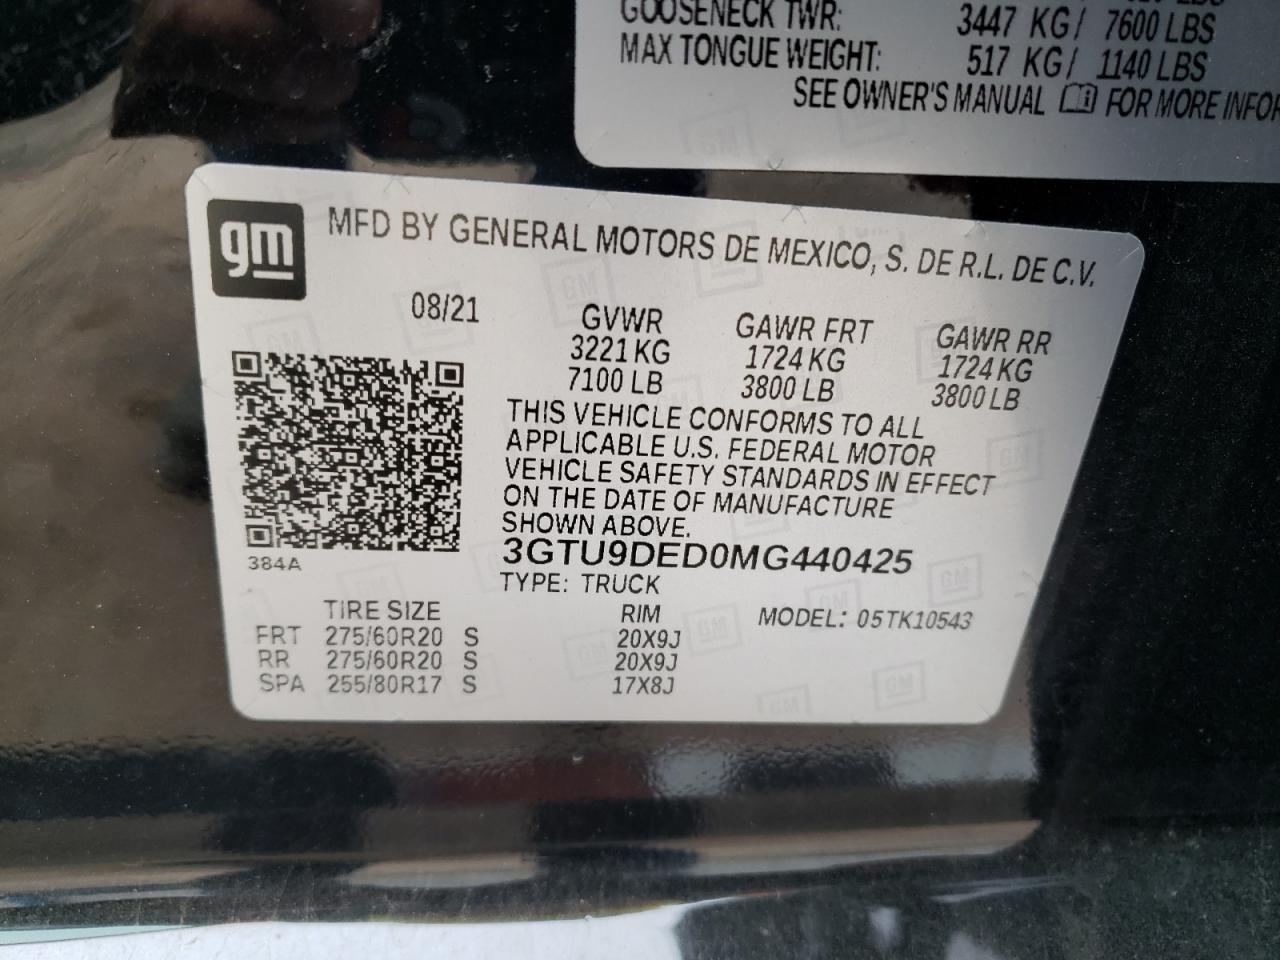 GOOSENECK TWR: 3447 KG/ 7600 LBS
MAX TONGUE WEIGHT: 517 KG/ 1140 LBS
SEE OWNER'S MANUAL FOR MORE
gm
MFD BY GENERAL MOTORS DE MEXICO, S. DE R.L. DE C.V.
08/21
GVWR GAWR FRT GAWR RR
3221 KG 1724 KG 1724 KG
7100 LB 3800 LB 3800 LB
THIS VEHICLE CONFORMS TO ALL
APPLICABLE U.S. FEDERAL MOTOR
VEHICLE SAFETY STANDARDS IN EFFECT
ON THE DATE OF MANUFACTURE
SHOWN ABOVE.
384A
3GTU9DED0MG440425
TYPE: TRUCK
TIRE SIZE RIM MODEL: 05TK10543
FRT 275/60R20 S 20X9J
RR 275/60R20 S 20X9J
SPA 255/80R17 S 17X8J